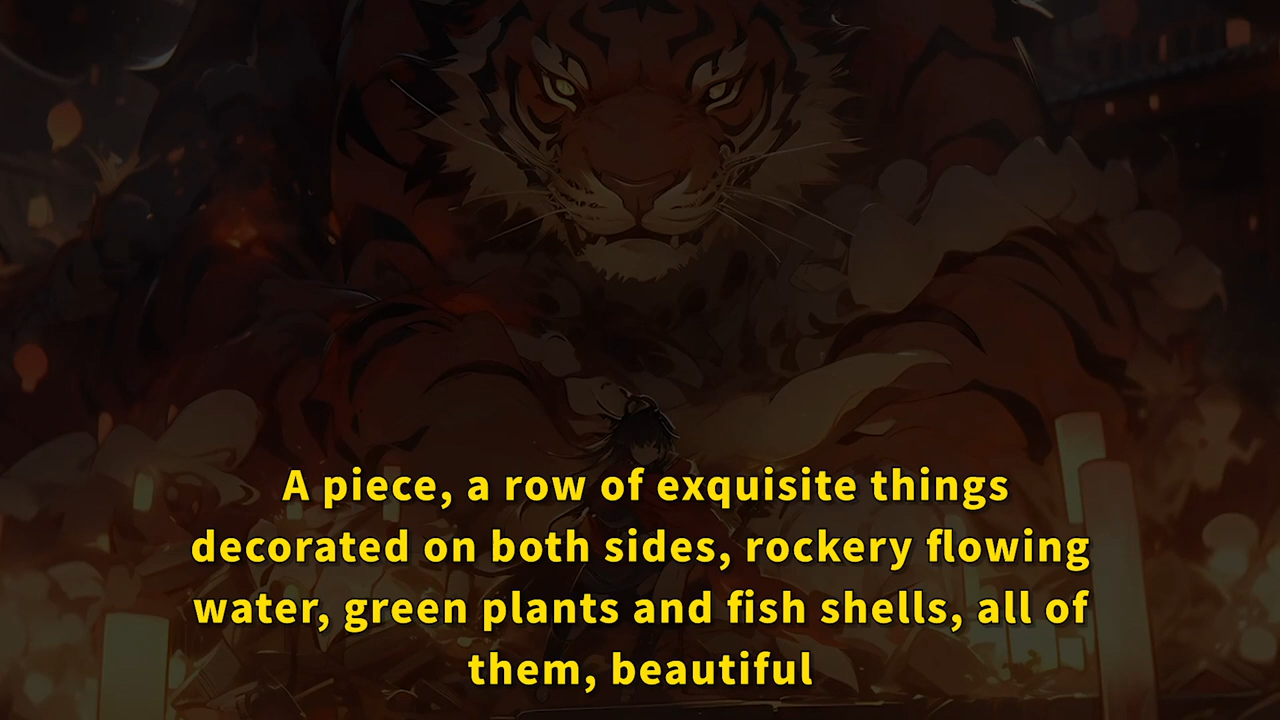 A piece, a row of exquisite things
decorated on both sides, rockery flowing
water, green plants and fish shells, all of
them, beautiful